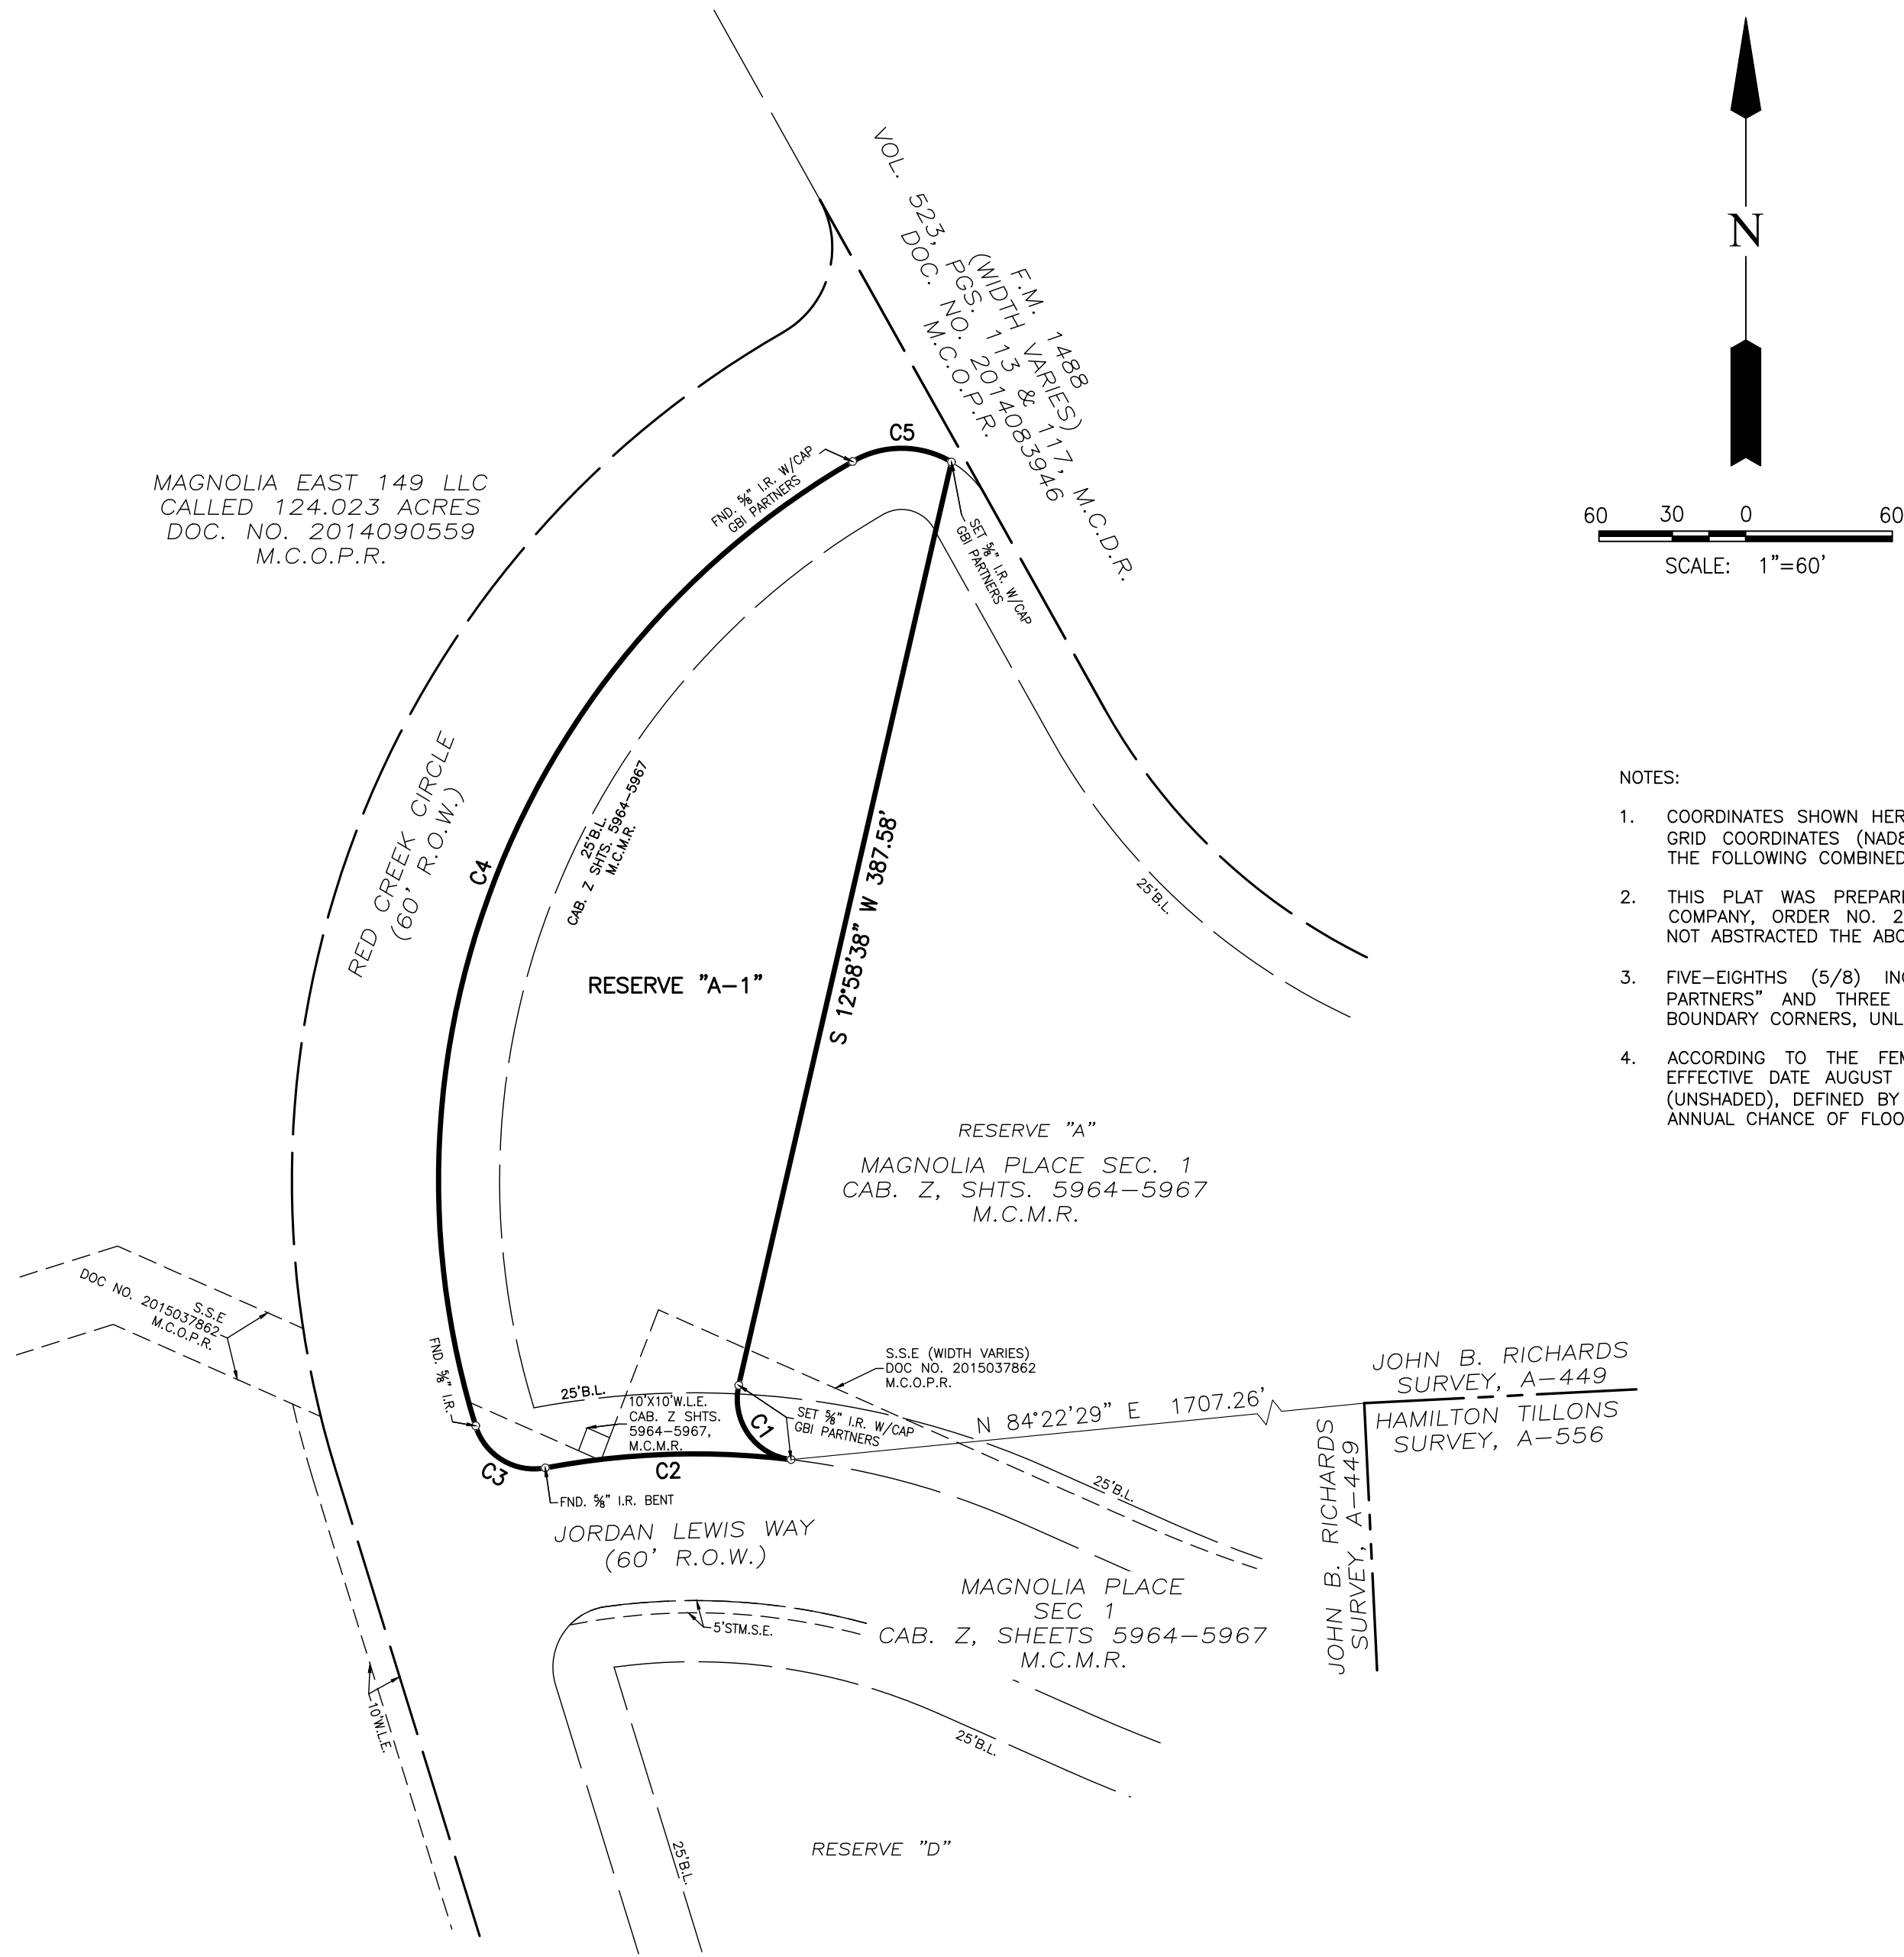 VOL. 523, PGS. 113 & 117, M.C.D.R.
F.M. 1488
(WIDTH VARIES)
DOC. NO. 2014083946
M.C.O.P.R.
N
60 30 0 60
SCALE: 1"=60'
MAGNOLIA EAST 149 LLC
CALLED 124.023 ACRES
DOC. NO. 2014090559
M.C.O.P.R.
C5
FND. ⅝" I.R. W/CAP
GBI PARTNERS
SET ⅝" I.R. W/CAP
GBI PARTNERS
RED CREEK CIRCLE
(60' R.O.W.)
C4
25'B.L.
CAB. Z SHTS. 5964-5967
M.C.M.R.
S 12°58'38" W 387.58'
25'B.L.
RESERVE "A-1"
NOTES:
1. COORDINATES SHOWN HER
GRID COORDINATES (NAD8
THE FOLLOWING COMBINED
2. THIS PLAT WAS PREPAR
COMPANY, ORDER NO. 2
NOT ABSTRACTED THE ABO
3. FIVE-EIGHTHS (5/8) IN
PARTNERS" AND THREE
BOUNDARY CORNERS, UNL
4. ACCORDING TO THE FE
EFFECTIVE DATE AUGUST
(UNSHADED), DEFINED BY
ANNUAL CHANCE OF FLOO
RESERVE "A"
MAGNOLIA PLACE SEC. 1
CAB. Z, SHTS. 5964-5967
M.C.M.R.
S.S.E
DOC NO. 2015037862
M.C.O.P.R.
FND. ⅝" I.R.
25'B.L.
10'X10'W.L.E.
CAB. Z SHTS.
5964-5967,
M.C.M.R.
S.S.E (WIDTH VARIES)
DOC NO. 2015037862
M.C.O.P.R.
C1
SET ⅝" I.R. W/CAP
GBI PARTNERS
N 84°22'29" E 1707.26'
JOHN B. RICHARDS
SURVEY, A-449
HAMILTON TILLONS
SURVEY, A-556
JOHN B. RICHARDS
SURVEY, A-449
C3
C2
FND. ⅝" I.R. BENT
25'B.L.
JORDAN LEWIS WAY
(60' R.O.W.)
MAGNOLIA PLACE
SEC 1
CAB. Z, SHEETS 5964-5967
M.C.M.R.
5'STM.S.E.
10'W.L.E.
25'B.L.
25'B.L.
RESERVE "D"